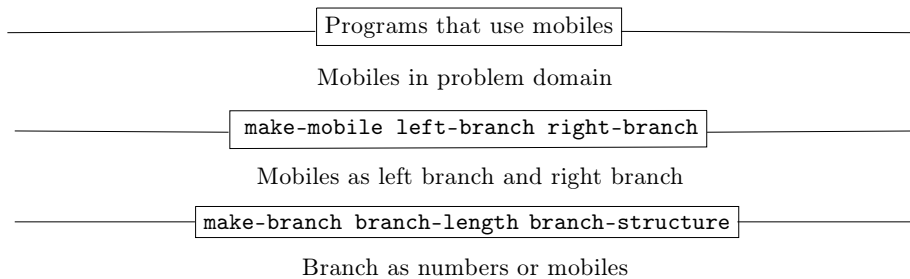 Programs that use mobiles
Mobiles in problem domain
make-mobile left-branch right-branch
Mobiles as left branch and right branch
make-branch branch-length branch-structure
Branch as numbers or mobiles